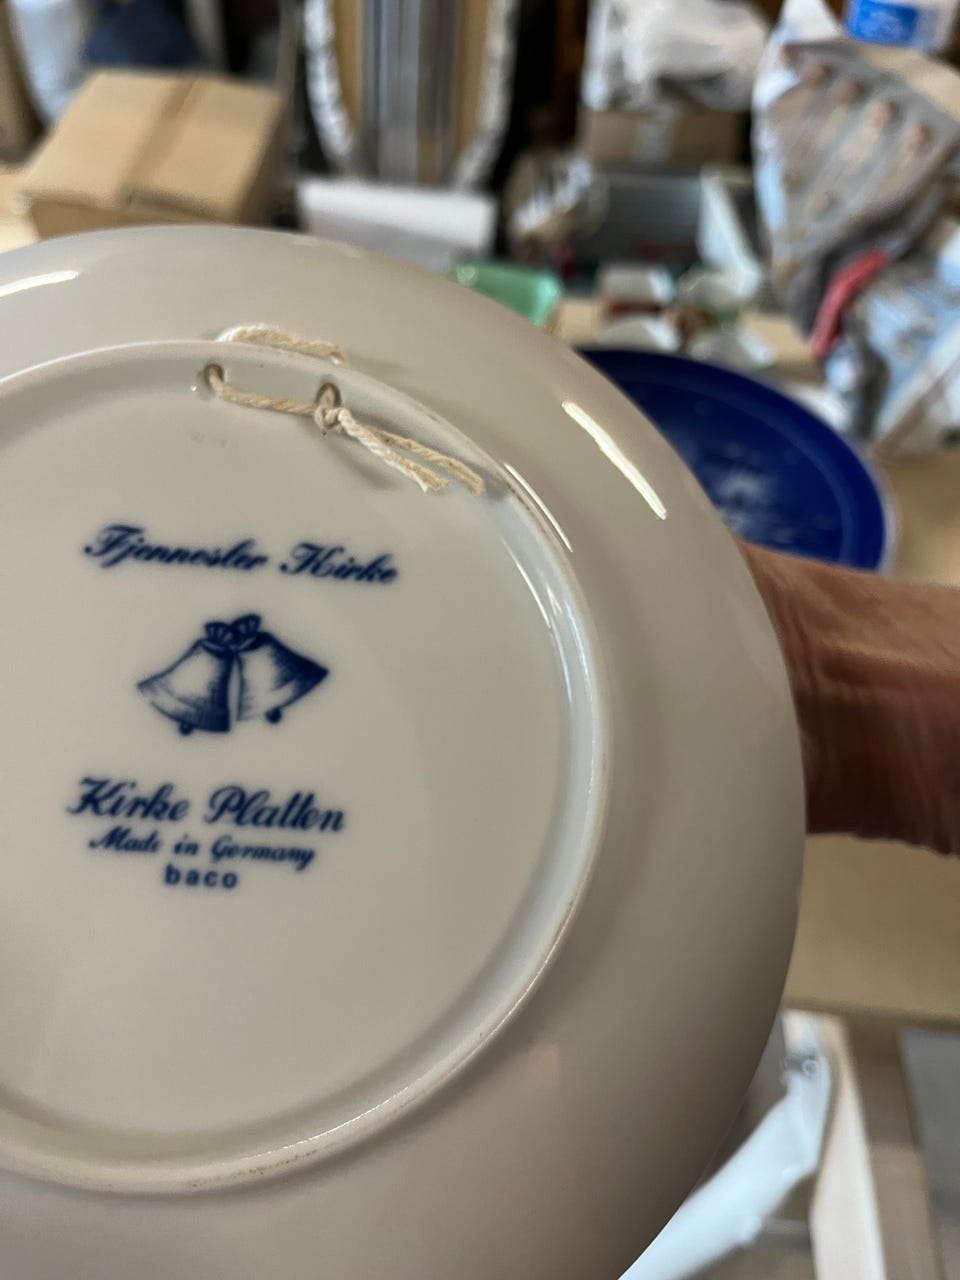 Fjennesler Kirke
Kirke Platten
Made in Germany
baco